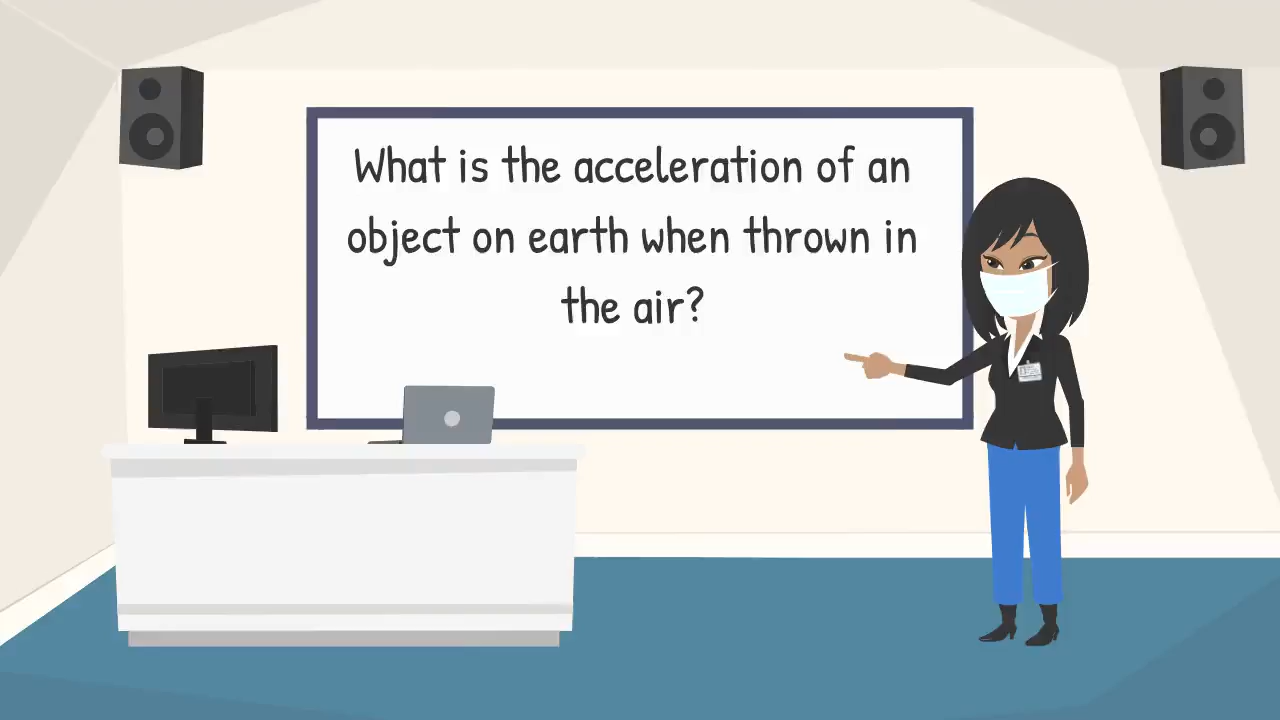 What is the acceleration of an
object on earth when thrown in
the air?